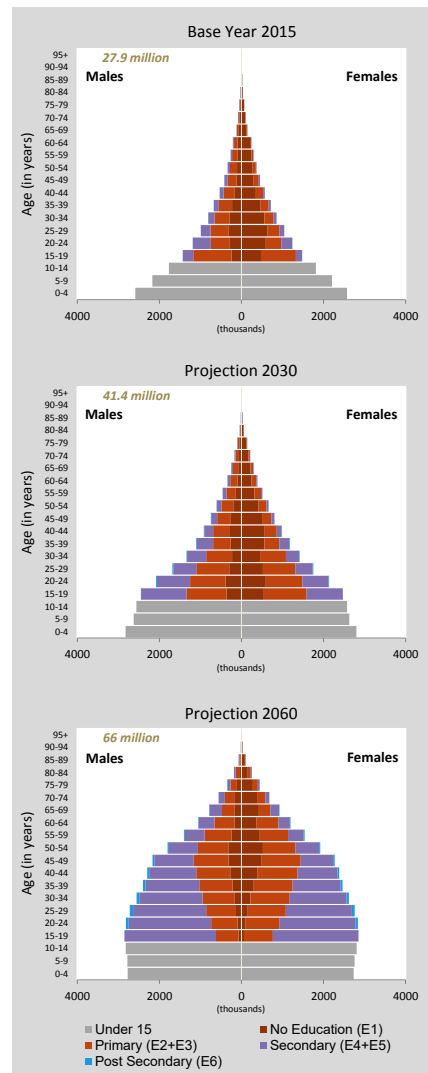 Base Year 2015
27.9 million
Males
Females
Age (in years)
95+
90-94
85-89
80-84
75-79
70-74
65-69
60-64
55-59
50-54
45-49
40-44
35-39
30-34
25-29
20-24
15-19
10-14
5-9
0-4
4000 2000 0 2000 4000
(thousands)
Projection 2030
41.4 million
Males
Females
Age (in years)
95+
90-94
85-89
80-84
75-79
70-74
65-69
60-64
55-59
50-54
45-49
40-44
35-39
30-34
25-29
20-24
15-19
10-14
5-9
0-4
4000 2000 0 2000 4000
(thousands)
Projection 2060
66 million
Males
Females
Age (in years)
95+
90-94
85-89
80-84
75-79
70-74
65-69
60-64
55-59
50-54
45-49
40-44
35-39
30-34
25-29
20-24
15-19
10-14
5-9
0-4
4000 2000 0 2000 4000
(thousands)
Under 15 No Education (E1)
Primary (E2+E3) Secondary (E4+E5)
Post Secondary (E6)